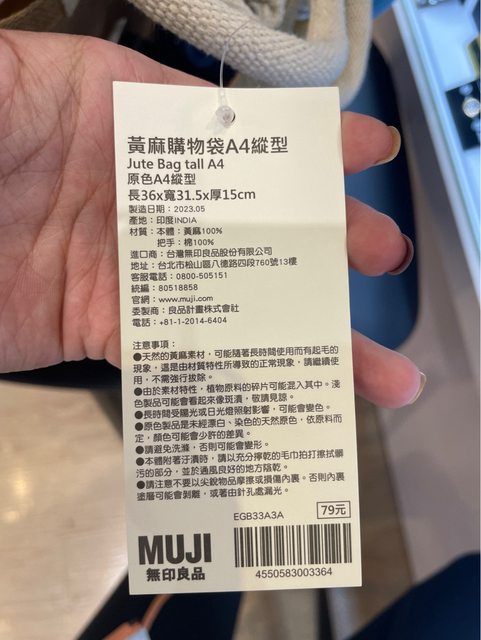 黃麻購物袋A4縱型
Jute Bag tall A4
原色A4縱型
長36x寬31.5x厚15cm
製造日期：2023.05
產地：印度INDIA
材質：本體：黃麻100%
把手：棉100%
進口商：台灣無印良品股份有限公司
地址：台北市松山區八德路四段760號13樓
客服電話：0800-505151
統編：80518858
官網：www.muji.com
委製商：良品計畫株式會社
電話：+81-1-2014-6404
注意事項：
●天然的黃麻素材，可能隨著長時間使用而有起毛的
現象，這是由材質特性所導致的正常現象，請繼續使
用，不需強行拔除。
●由於素材特性，植物原料的碎片可能混入其中。淺
色製品可能會看起來像斑漬，敬請見諒。
●長時間受陽光或日光燈照射影響，可能會變色。
●原色製品是未經漂白、染色的天然原色，依原料而
定，顏色可能會少許的差異。
●請避免洗滌，否則可能會變形。
●本體附著汙漬時，請以充分擰乾的毛巾拍打擦拭髒
污的部分，並於通風良好的地方陰乾。
●請注意不要以尖銳物品摩擦或損傷內裏。否則內裏
塗層可能會剝離，或著由針孔處漏光。
EGB33A3A
79元
MUJI
無印良品
4550583003364